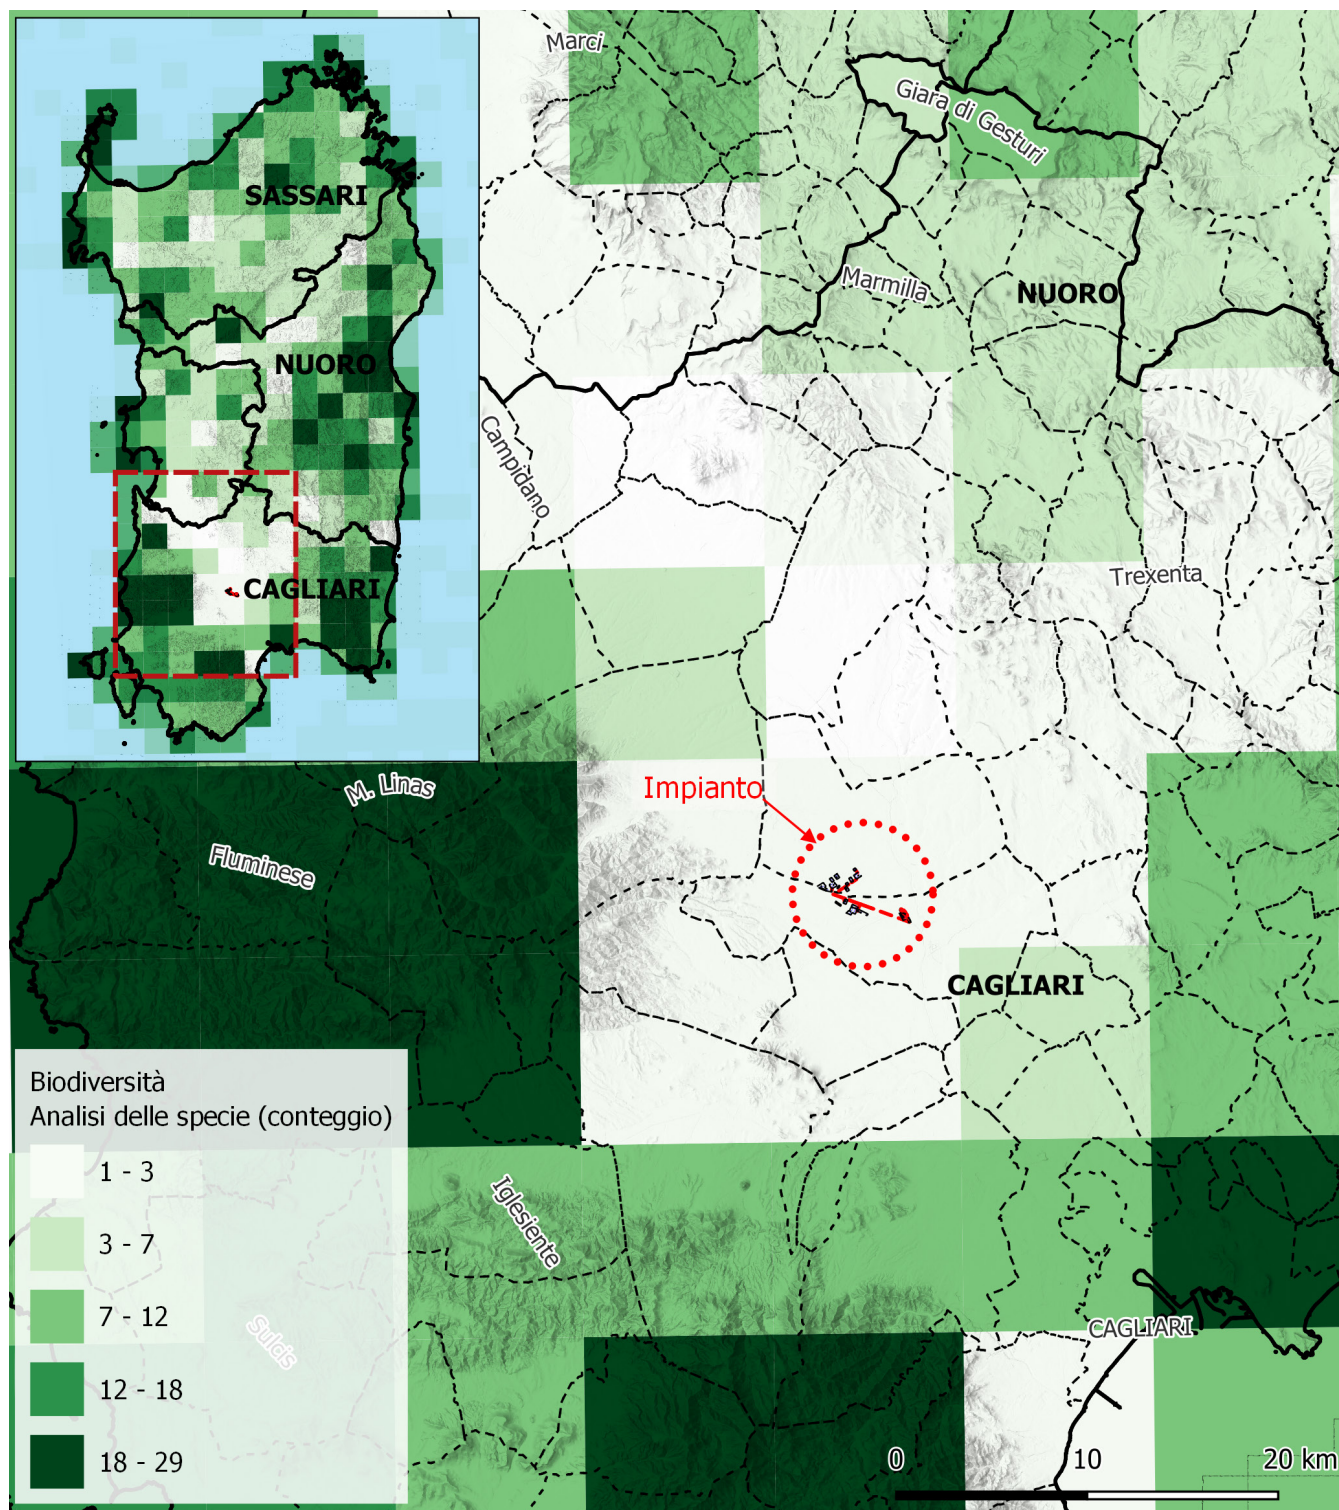 SASSARI
NUORO
CAGLIARI
Marci
Giara di Gesturi
Marmilla
NUORO
Campidano
Trexenta
Impianto
M. Linas
Fluminese
CAGLIARI
Iglesiente
Sulcis
CAGLIARI
Biodiversità
Analisi delle specie (conteggio)
1 - 3
3 - 7
7 - 12
12 - 18
18 - 29
0 10 20 km